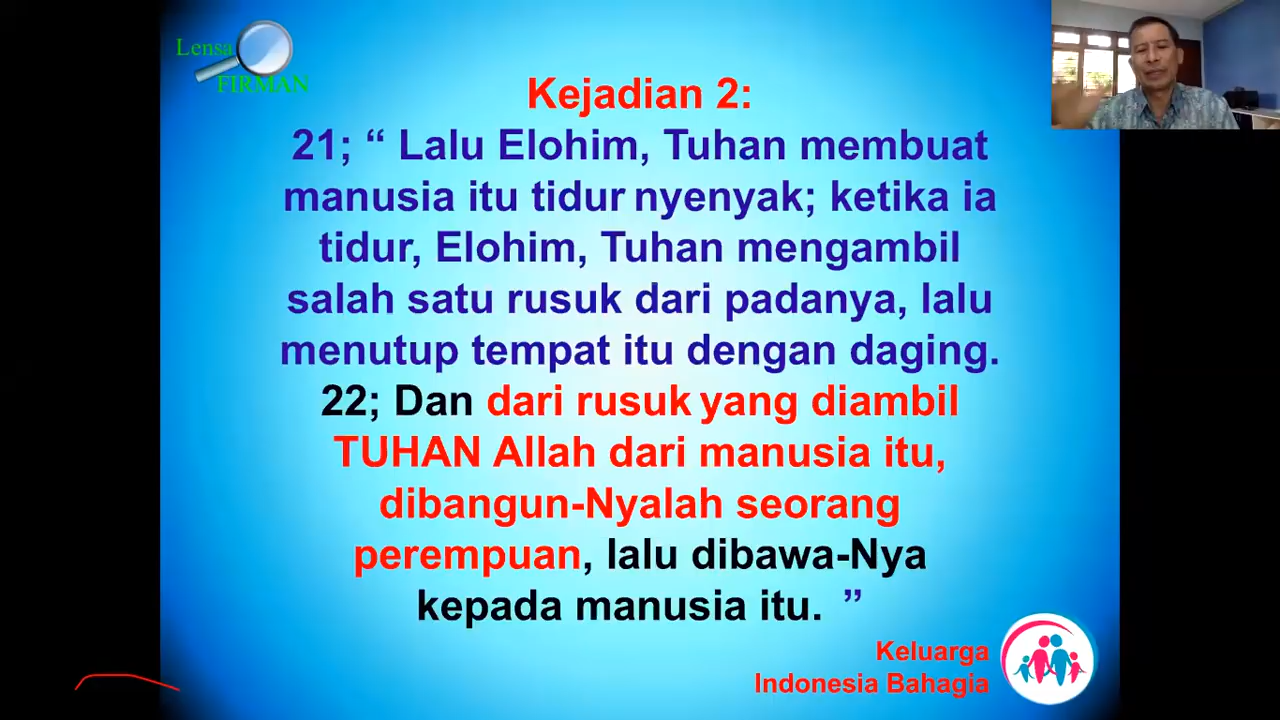 Lensa
FIRMAN
Kejadian 2:
21; “ Lalu Elohim, Tuhan membuat
manusia itu tidur nyenyak; ketika ia
tidur, Elohim, Tuhan mengambil
salah satu rusuk dari padanya, lalu
menutup tempat itu dengan daging.
22; Dan dari rusuk yang diambil
TUHAN Allah dari manusia itu,
dibangun-Nyalah seorang
perempuan, lalu dibawa-Nya
kepada manusia itu. ”
Keluarga
Indonesia Bahagia